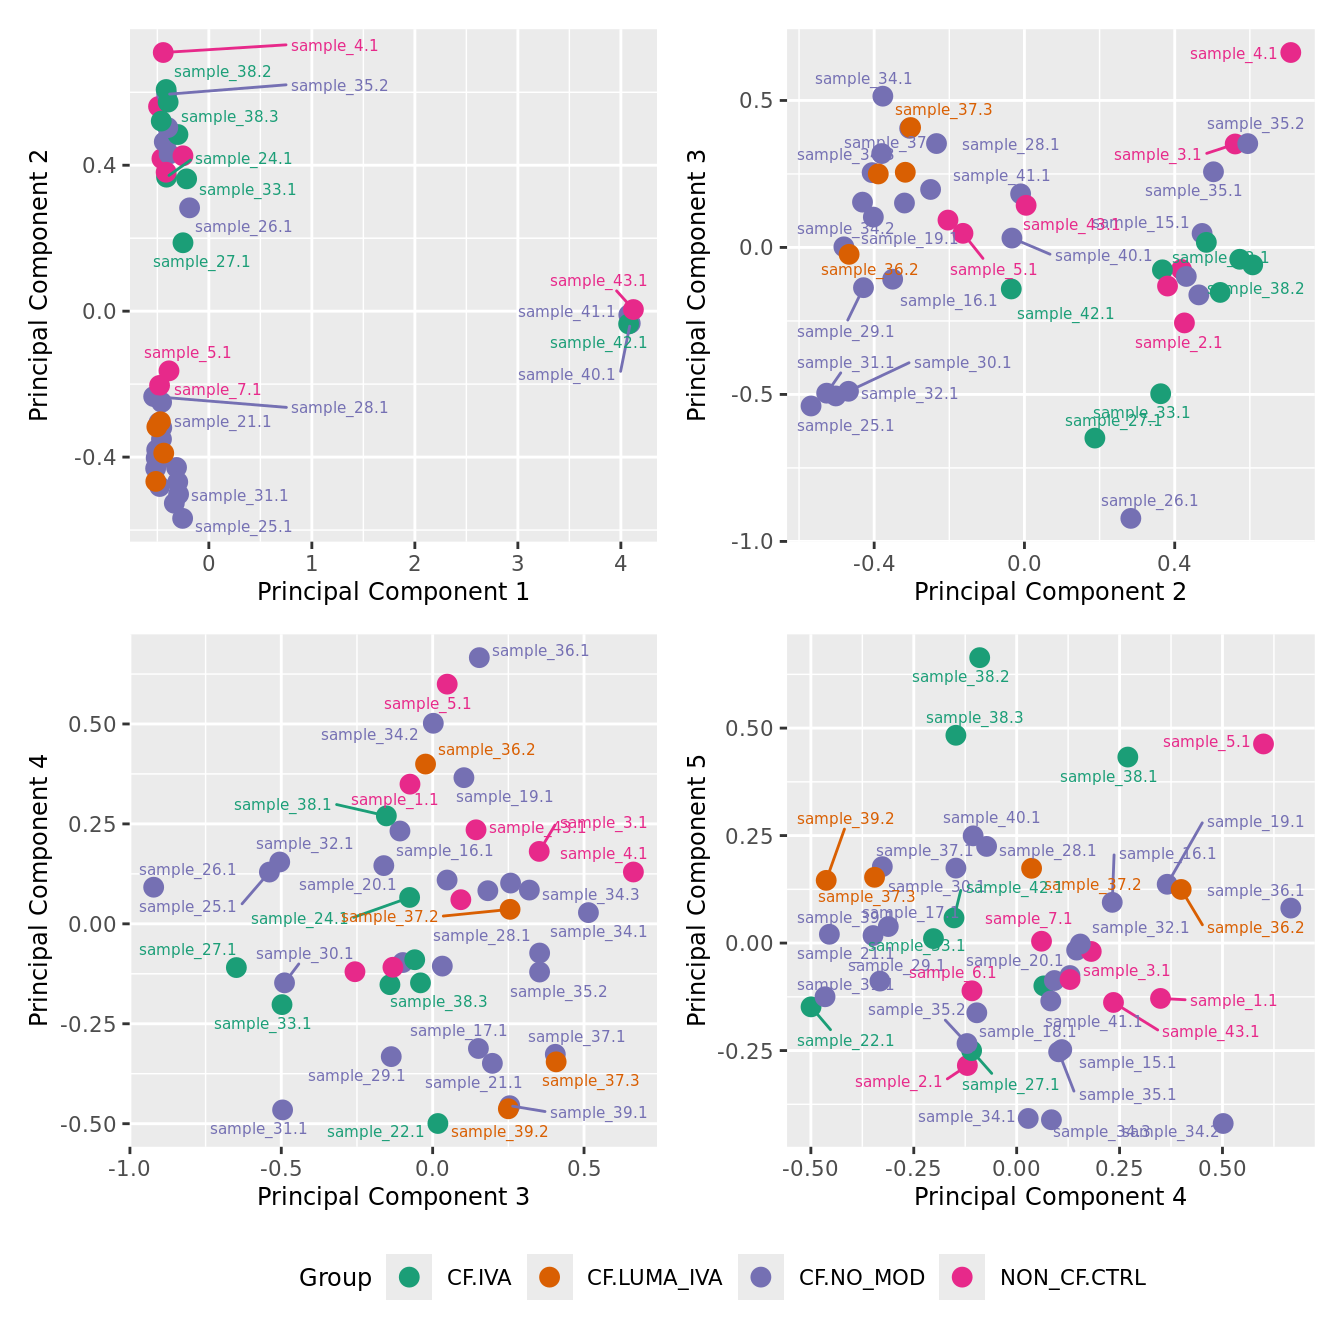 sample_4.1
sample_38.2
sample_35.2
sample_38.3
sample_24.1
sample_33.1
sample_26.1
sample_27.1
sample_43.1
sample_41.1
sample_42.1
sample_40.1
sample_5.1
sample_7.1
sample_28.1
sample_21.1
sample_31.1
sample_25.1
0.4
0.0
-0.4
0
1
2
3
4
Principal Component 1
Principal Component 2
sample_4.1
sample_34.1
sample_37.3
sample_35.2
sample_28.1
sample_3.1
sample_41.1
sample_35.1
sample_43.1
sample_15.1
sample_34.2
sample_19.1
sample_40.1
sample_36.2
sample_5.1
sample_38.2
sample_16.1
sample_42.1
sample_29.1
sample_2.1
sample_31.1
sample_30.1
sample_32.1
sample_33.1
sample_27.1
sample_25.1
sample_26.1
0.5
0.0
-0.5
-1.0
-0.4
0.0
0.4
Principal Component 2
Principal Component 3
sample_36.1
sample_5.1
sample_34.2
sample_36.2
sample_19.1
sample_38.1
sample_1.1
sample_43.1
sample_3.1
sample_32.1
sample_16.1
sample_4.1
sample_26.1
sample_20.1
sample_34.3
sample_25.1
sample_24.1
sample_37.2
sample_34.1
sample_27.1
sample_30.1
sample_28.1
sample_35.2
sample_38.3
sample_33.1
sample_17.1
sample_37.1
sample_29.1
sample_21.1
sample_37.3
sample_39.1
sample_31.1
sample_22.1
sample_39.2
0.50
0.25
0.00
-0.25
-0.50
-1.0
-0.5
0.0
0.5
Principal Component 3
Principal Component 4
sample_38.2
sample_38.3
sample_5.1
sample_38.1
sample_39.2
sample_40.1
sample_19.1
sample_37.1
sample_28.1
sample_16.1
sample_30.1
sample_42.1
sample_37.2
sample_36.1
sample_37.3
sample_17.1
sample_39.1
sample_7.1
sample_32.1
sample_36.2
sample_33.1
sample_21.1
sample_29.1
sample_20.1
sample_6.1
sample_3.1
sample_1.1
sample_35.2
sample_41.1
sample_18.1
sample_43.1
sample_22.1
sample_15.1
sample_2.1
sample_27.1
sample_35.1
sample_34.1
sample_34.3
sample_34.2
0.50
0.25
0.00
-0.25
-0.50
-0.25
0.00
0.25
0.50
Principal Component 4
Principal Component 5
Group
CF.IVA
CF.LUMA_IVA
CF.NO_MOD
NON_CF.CTRL